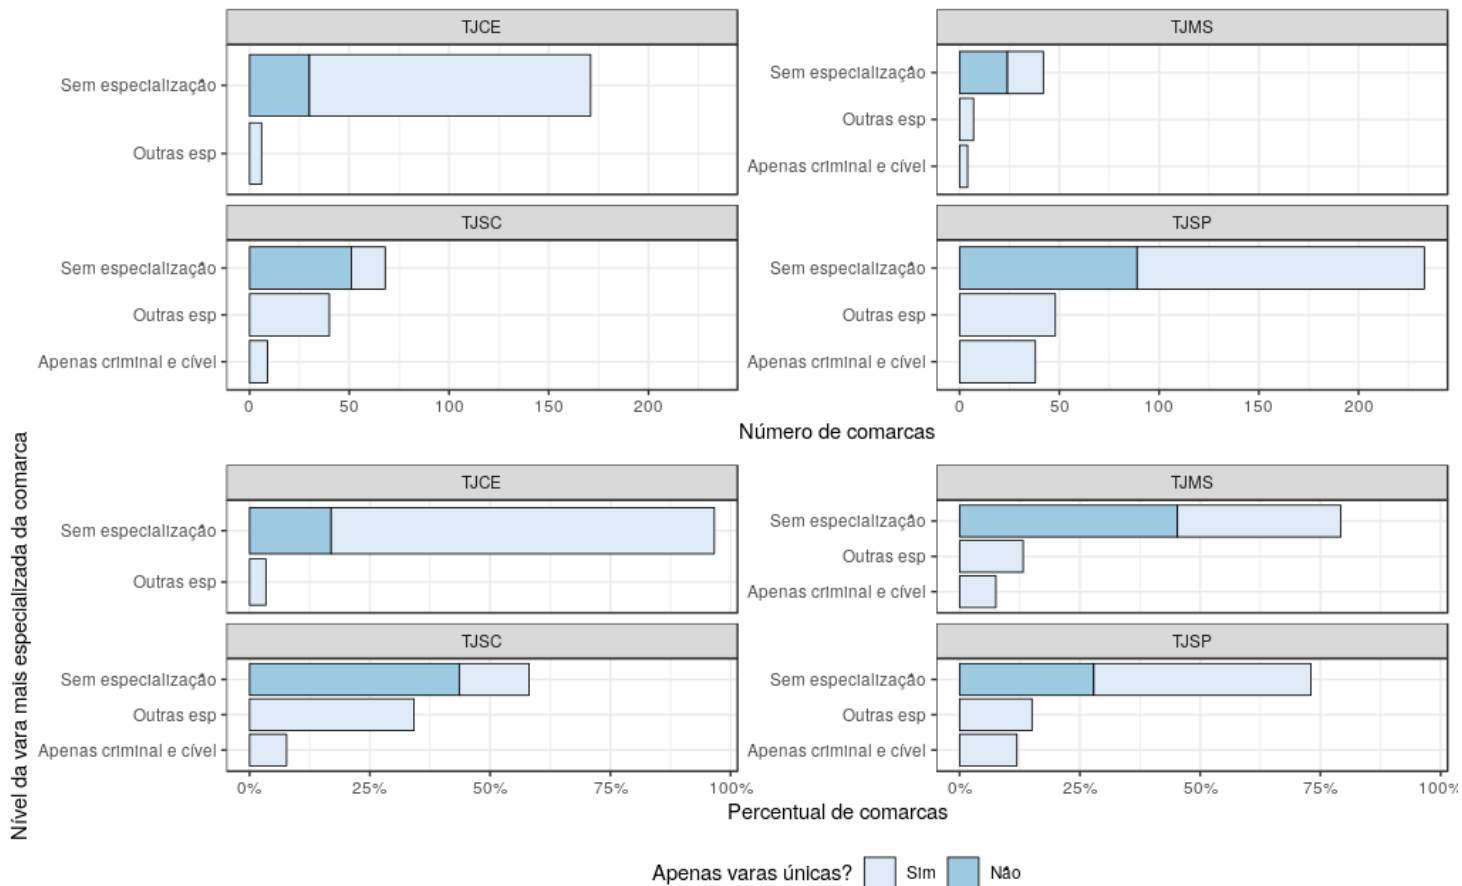 TJCE
Sem especialização
Outras esp
TJMS
Sem especialização
Outras esp
Apenas criminal e cível
TJSC
Sem especialização
Outras esp
Apenas criminal e cível
0 50 100 150 200
TJSP
Sem especialização
Outras esp
Apenas criminal e cível
0 50 100 150 200
Número de comarcas
Nível da vara mais especializada da comarca
TJCE
Sem especialização
Outras esp
TJMS
Sem especialização
Outras esp
Apenas criminal e cível
TJSC
Sem especialização
Outras esp
Apenas criminal e cível
0% 25% 50% 75% 100%
TJSP
Sem especialização
Outras esp
Apenas criminal e cível
0% 25% 50% 75% 100%
Percentual de comarcas
Apenas varas únicas? Sim Não